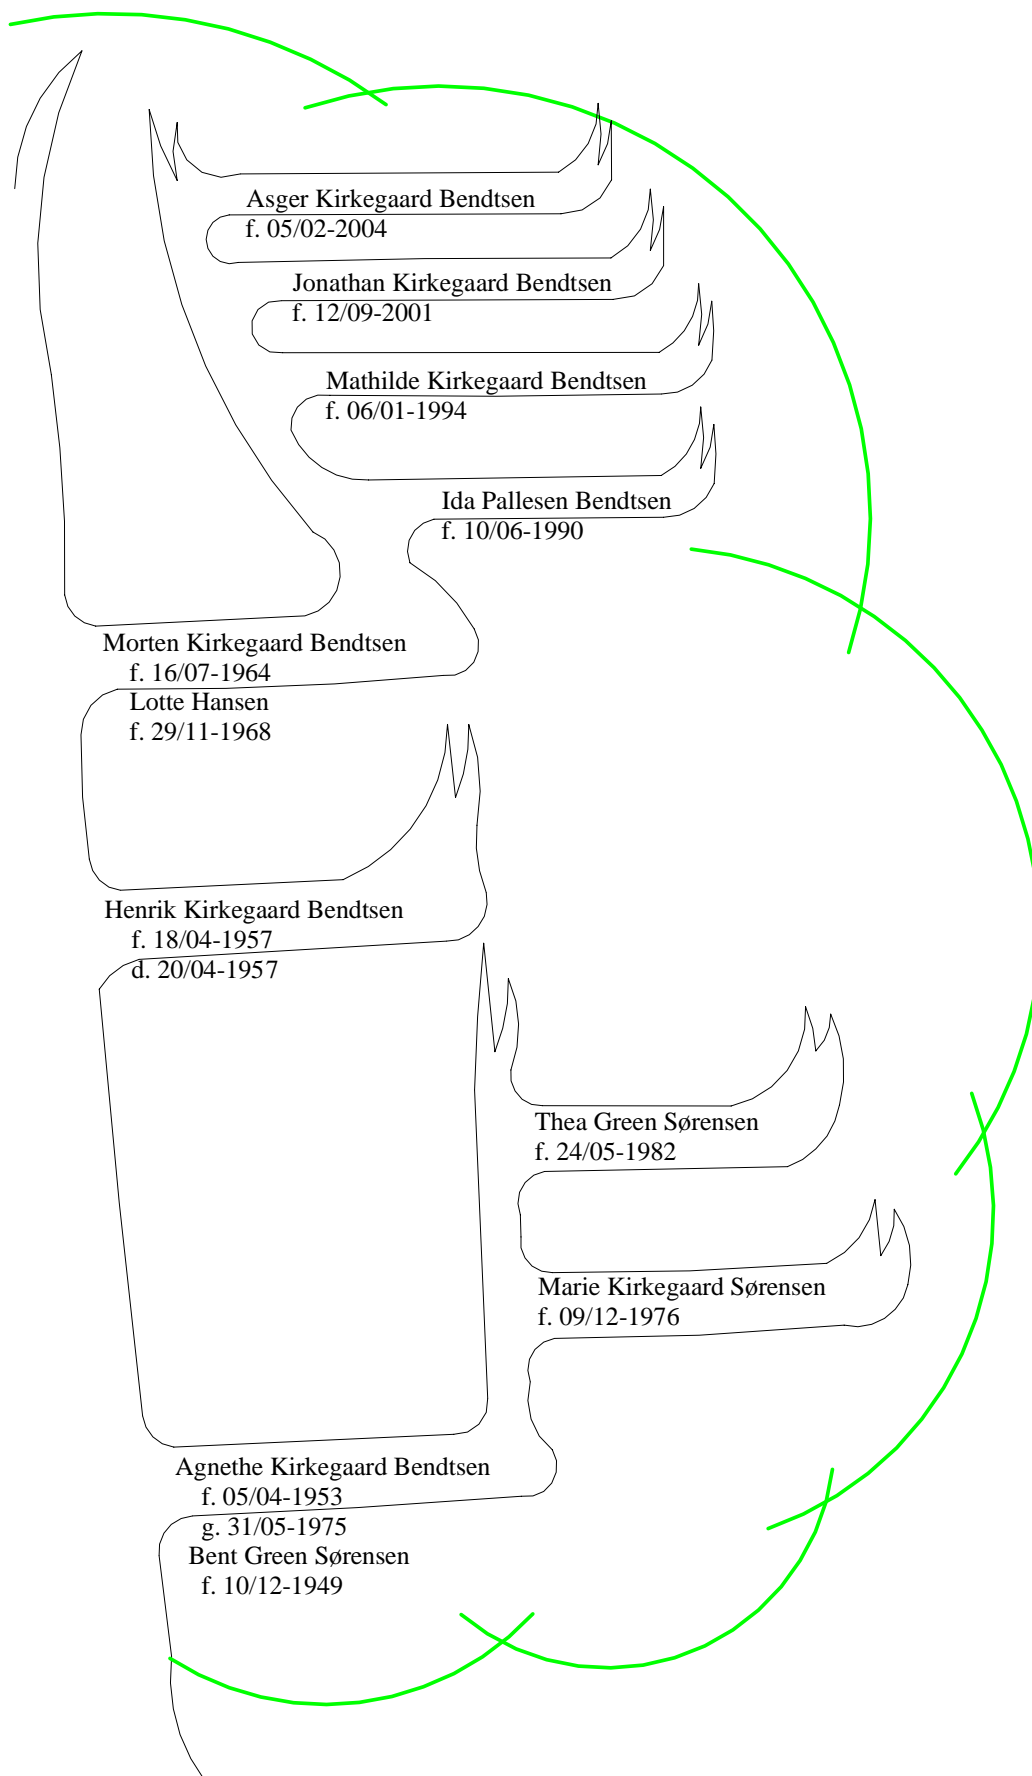 Asger Kirkegaard Bendtsen
f. 05/02-2004
Jonathan Kirkegaard Bendtsen
f. 12/09-2001
Mathilde Kirkegaard Bendtsen
f. 06/01-1994
Ida Pallesen Bendtsen
f. 10/06-1990
Morten Kirkegaard Bendtsen
f. 16/07-1964
Lotte Hansen
f. 29/11-1968
Henrik Kirkegaard Bendtsen
f. 18/04-1957
d. 20/04-1957
Thea Green Sørensen
f. 24/05-1982
Marie Kirkegaard Sørensen
f. 09/12-1976
Agnethe Kirkegaard Bendtsen
f. 05/04-1953
g. 31/05-1975
Bent Green Sørensen
f. 10/12-1949